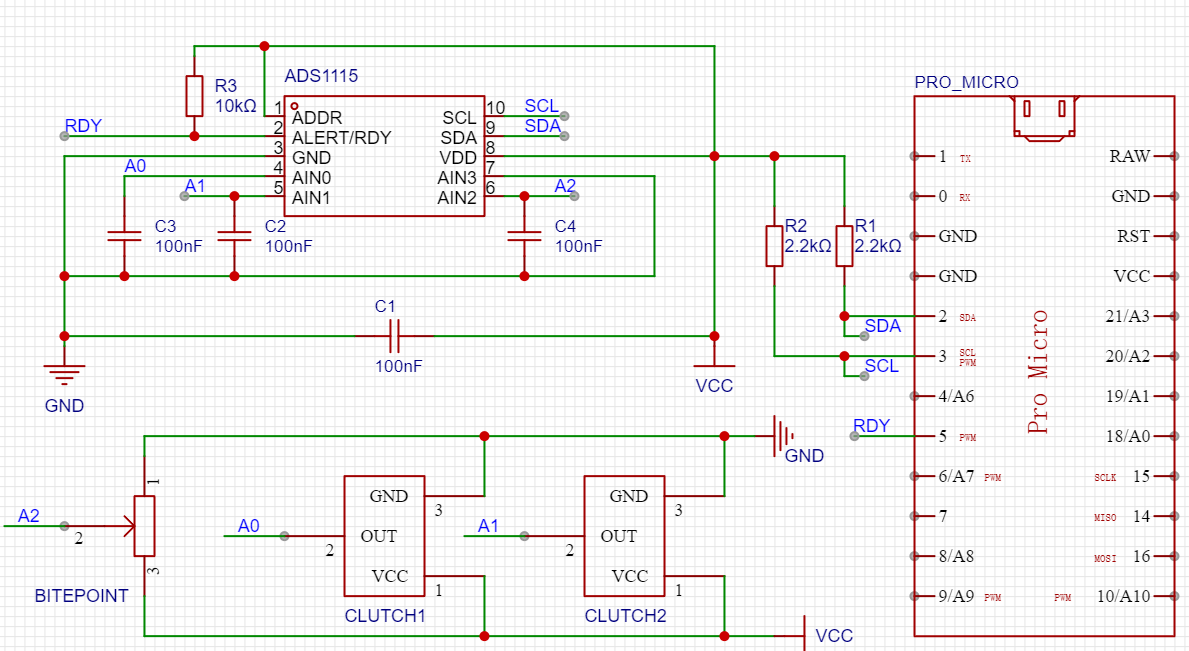 ADS1115
R3
10kΩ
RDY
1
ADDR
2
ALERT/RDY
3
GND
4
AIN0
5
AIN1
10
SCL
9
SDA
8
VDD
7
AIN3
6
AIN2
SCL
SDA
A0
A1
A2
C3
100nF
C2
100nF
C4
100nF
C1
100nF
GND
VCC
R2
2.2kΩ
R1
2.2kΩ
SDA
SCL
RDY
PRO_MICRO
1 TX
0 RX
GND
GND
2 SDA
3 SCL PWM
4/A6
5 PWM
6/A7 PWM
7
8/A8
9/A9 PWM
Pro Micro
RAW
GND
RST
VCC
21/A3
20/A2
19/A1
18/A0
SCLK 15
MISO 14
MOSI 16
PWM 10/A10
A2
2
1
3
BITEPOINT
A0
2
GND
3
OUT
VCC
1
CLUTCH1
A1
2
GND
3
OUT
VCC
1
CLUTCH2
GND
VCC